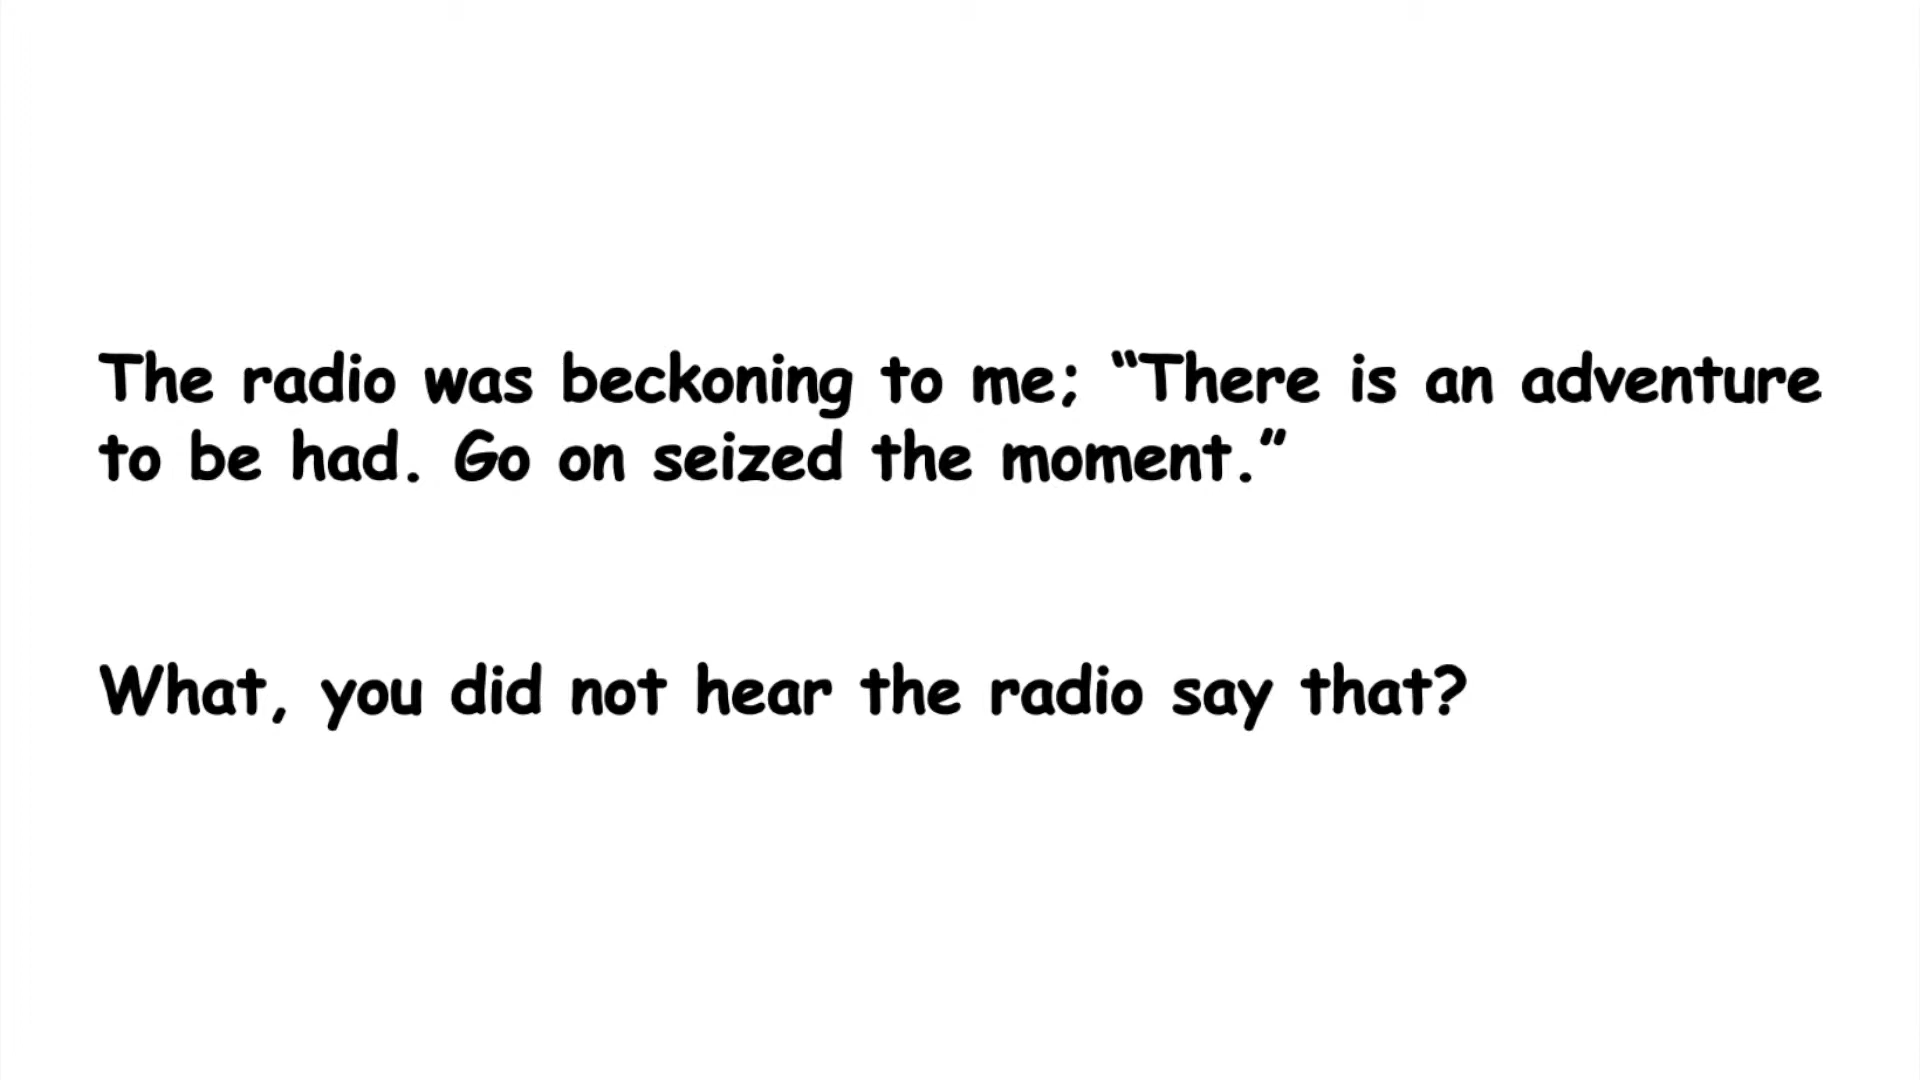 The radio was beckoning to me; “There is an adventure
to be had. Go on seized the moment.”
What, you did not hear the radio say that?